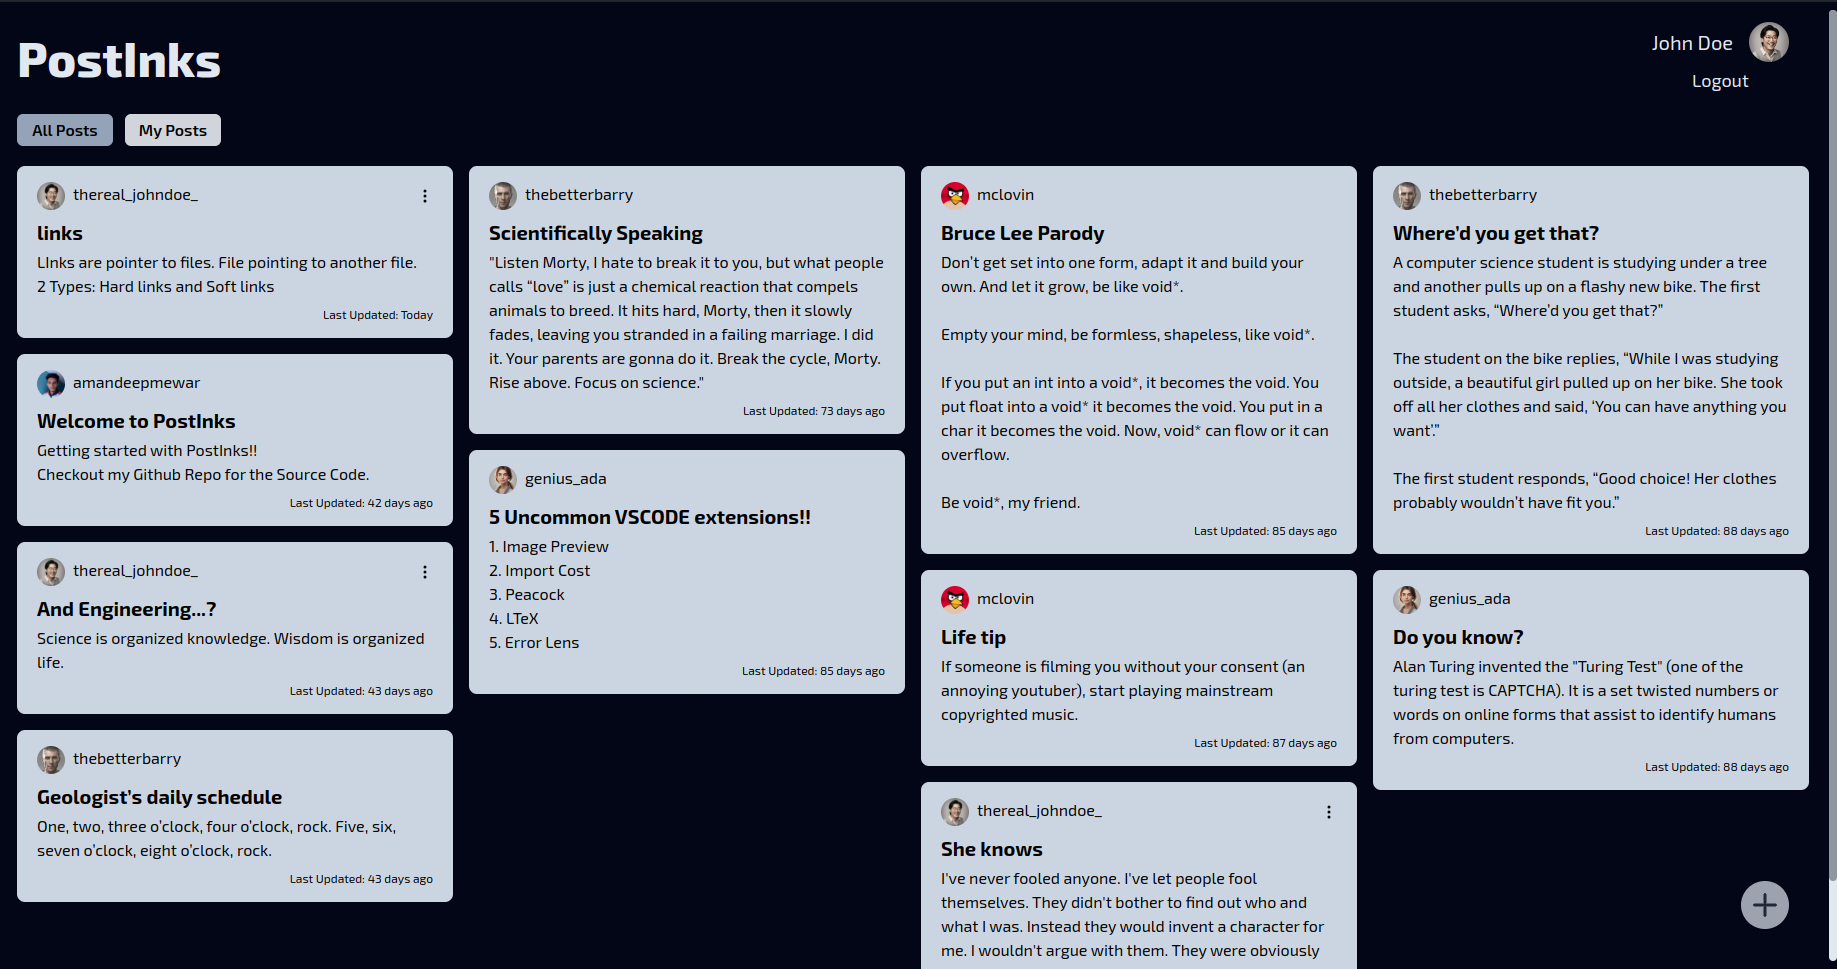 PostInks
John Doe
Logout
All Posts
My Posts
thereal_johndoe_
links
LInks are pointer to files. File pointing to another file.
2 Types: Hard links and Soft links
Last Updated: Today
amandeepmewar
Welcome to PostInks
Getting started with PostInks!!
Checkout my Github Repo for the Source Code.
Last Updated: 42 days ago
thereal_johndoe_
And Engineering...?
Science is organized knowledge. Wisdom is organized
life.
Last Updated: 43 days ago
thebetterbarry
Geologist's daily schedule
One, two, three o'clock, four o'clock, rock. Five, six,
seven o'clock, eight o'clock, rock.
Last Updated: 43 days ago
thebetterbarry
Scientifically Speaking
"Listen Morty, I hate to break it to you, but what people
calls “love” is just a chemical reaction that compels
animals to breed. It hits hard, Morty, then it slowly
fades, leaving you stranded in a failing marriage. I did
it. Your parents are gonna do it. Break the cycle, Morty.
Rise above. Focus on science."
Last Updated: 73 days ago
genius_ada
5 Uncommon VSCODE extensions!!
1. Image Preview
2. Import Cost
3. Peacock
4. LTeX
5. Error Lens
Last Updated: 85 days ago
mclovin
Bruce Lee Parody
Don't get set into one form, adapt it and build your
own. And let it grow, be like void*.
Empty your mind, be formless, shapeless, like void*.
If you put an int into a void*, it becomes the void. You
put float into a void* it becomes the void. You put in a
char it becomes the void. Now, void* can flow or it can
overflow.
Be void*, my friend.
Last Updated: 85 days ago
mclovin
Life tip
If someone is filming you without your consent (an
annoying youtuber), start playing mainstream
copyrighted music.
Last Updated: 87 days ago
thereal_johndoe_
She knows
I've never fooled anyone. I've let people fool
themselves. They didn't bother to find out who and
what I was. Instead they would invent a character for
me. I wouldn't argue with them. They were obviously
thebetterbarry
Where’d you get that?
A computer science student is studying under a tree
and another pulls up on a flashy new bike. The first
student asks, “Where’d you get that?”
The student on the bike replies, “While I was studying
outside, a beautiful girl pulled up on her bike. She took
off all her clothes and said, ‘You can have anything you
want’.”
The first student responds, “Good choice! Her clothes
probably wouldn’t have fit you.”
Last Updated: 88 days ago
genius_ada
Do you know?
Alan Turing invented the "Turing Test" (one of the
turing test is CAPTCHA). It is a set twisted numbers or
words on online forms that assist to identify humans
from computers.
Last Updated: 88 days ago